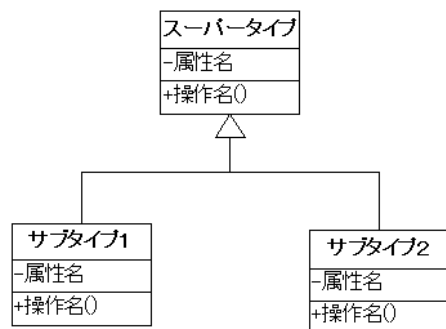 スーパータイプ
-属性名
+操作名()
サブタイプ1
-属性名
+操作名()
サブタイプ2
-属性名
+操作名()